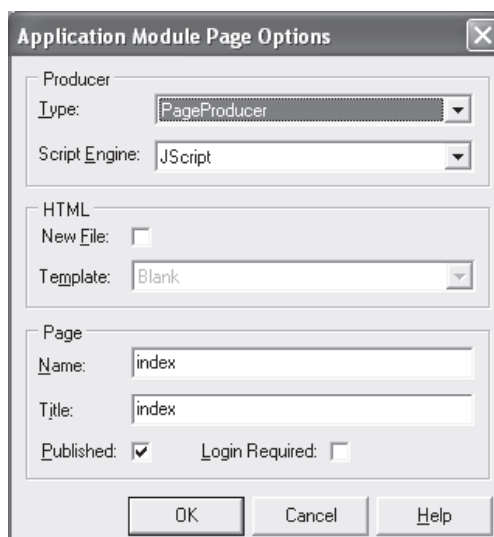 Application Module Page Options
Producer
Type: PageProducer
Script Engine: JScript
HTML
New File:
Template: Blank
Page
Name: index
Title: index
Published: Login Required:
OK Cancel Help